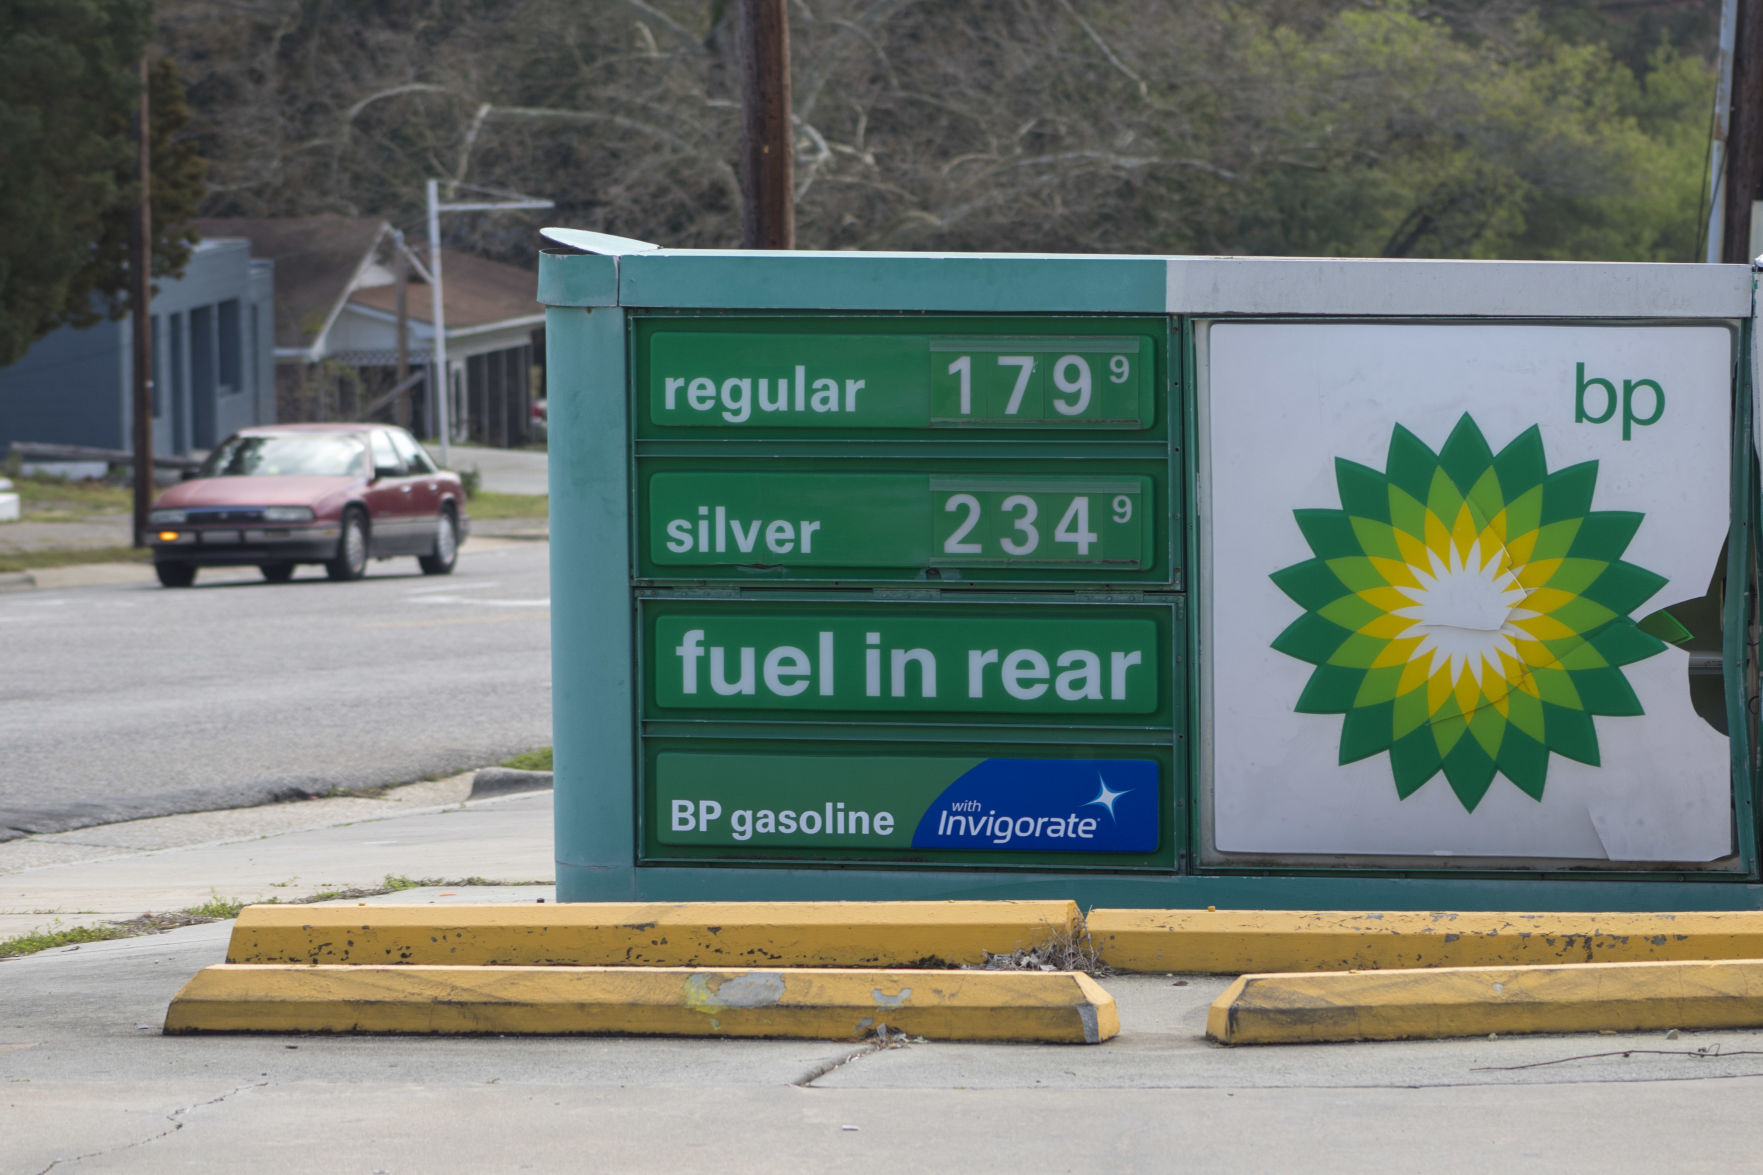 regular 179 9
silver 234 9
fuel in rear
BP gasoline with Invigorate
bp